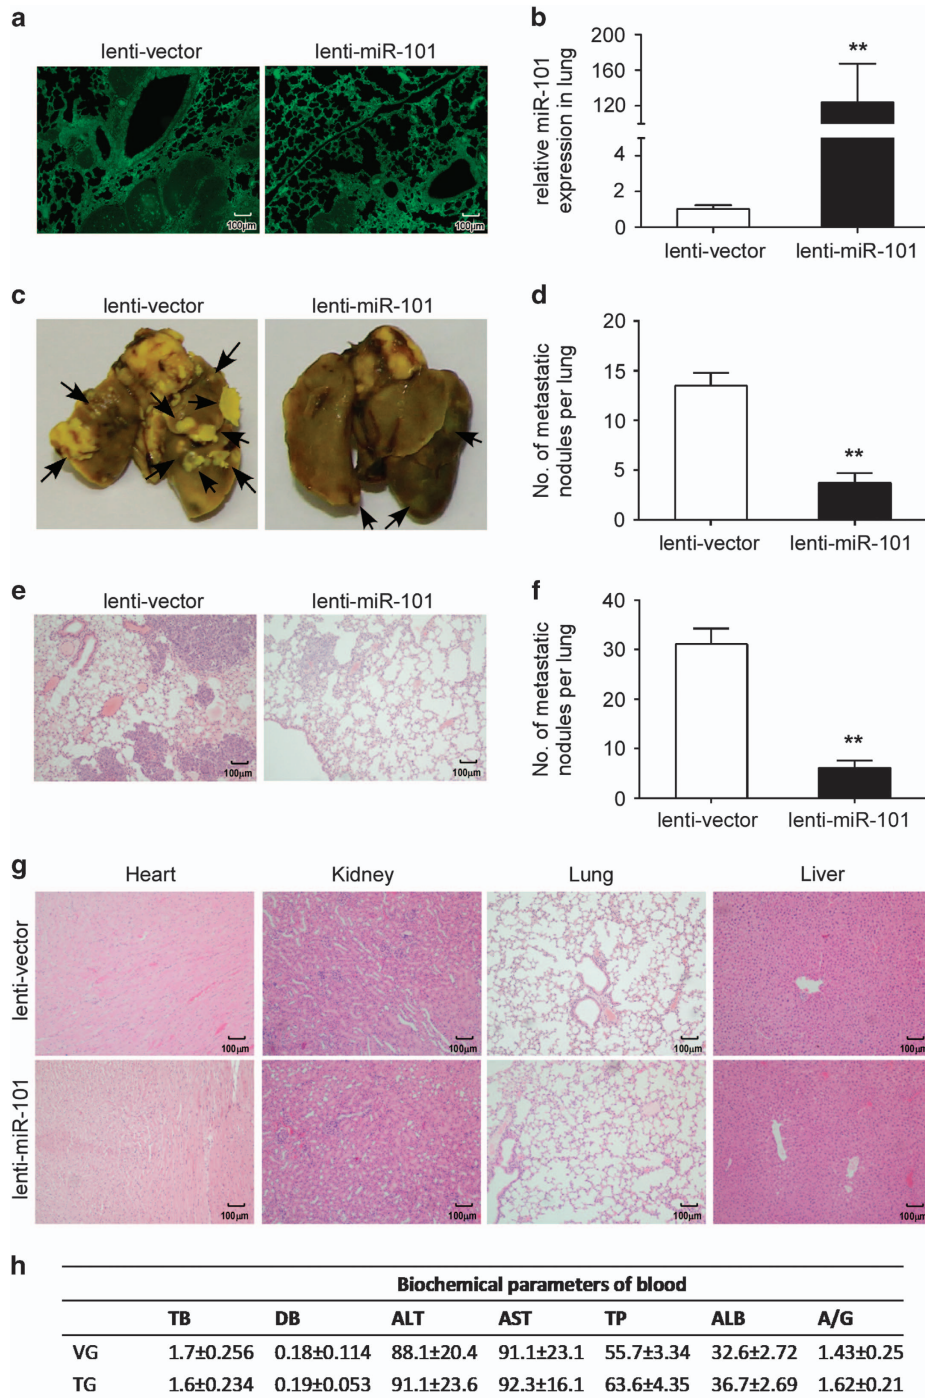 a
lenti-vector
lenti-miR-101
100μm
100μm
b
relative miR-101
expression in lung
200
160
120
4
2
0
**
lenti-vector
lenti-miR-101
c
lenti-vector
lenti-miR-101
d
No. of metastatic
nodules per lung
20
15
10
5
0
**
lenti-vector
lenti-miR-101
e
lenti-vector
lenti-miR-101
100μm
100μm
f
No. of metastatic
nodules per lung
40
30
20
10
0
**
lenti-vector
lenti-miR-101
g
Heart Kidney Lung Liver
lenti-vector
100μm
100μm
100μm
100μm
lenti-miR-101
100μm
100μm
100μm
100μm
h
Biochemical parameters of blood
TB DB ALT AST TP ALB A/G
VG 1.7±0.256 0.18±0.114 88.1±20.4 91.1±23.1 55.7±3.34 32.6±2.72 1.43±0.25
TG 1.6±0.234 0.19±0.053 91.1±23.6 92.3±16.1 63.6±4.35 36.7±2.69 1.62±0.21